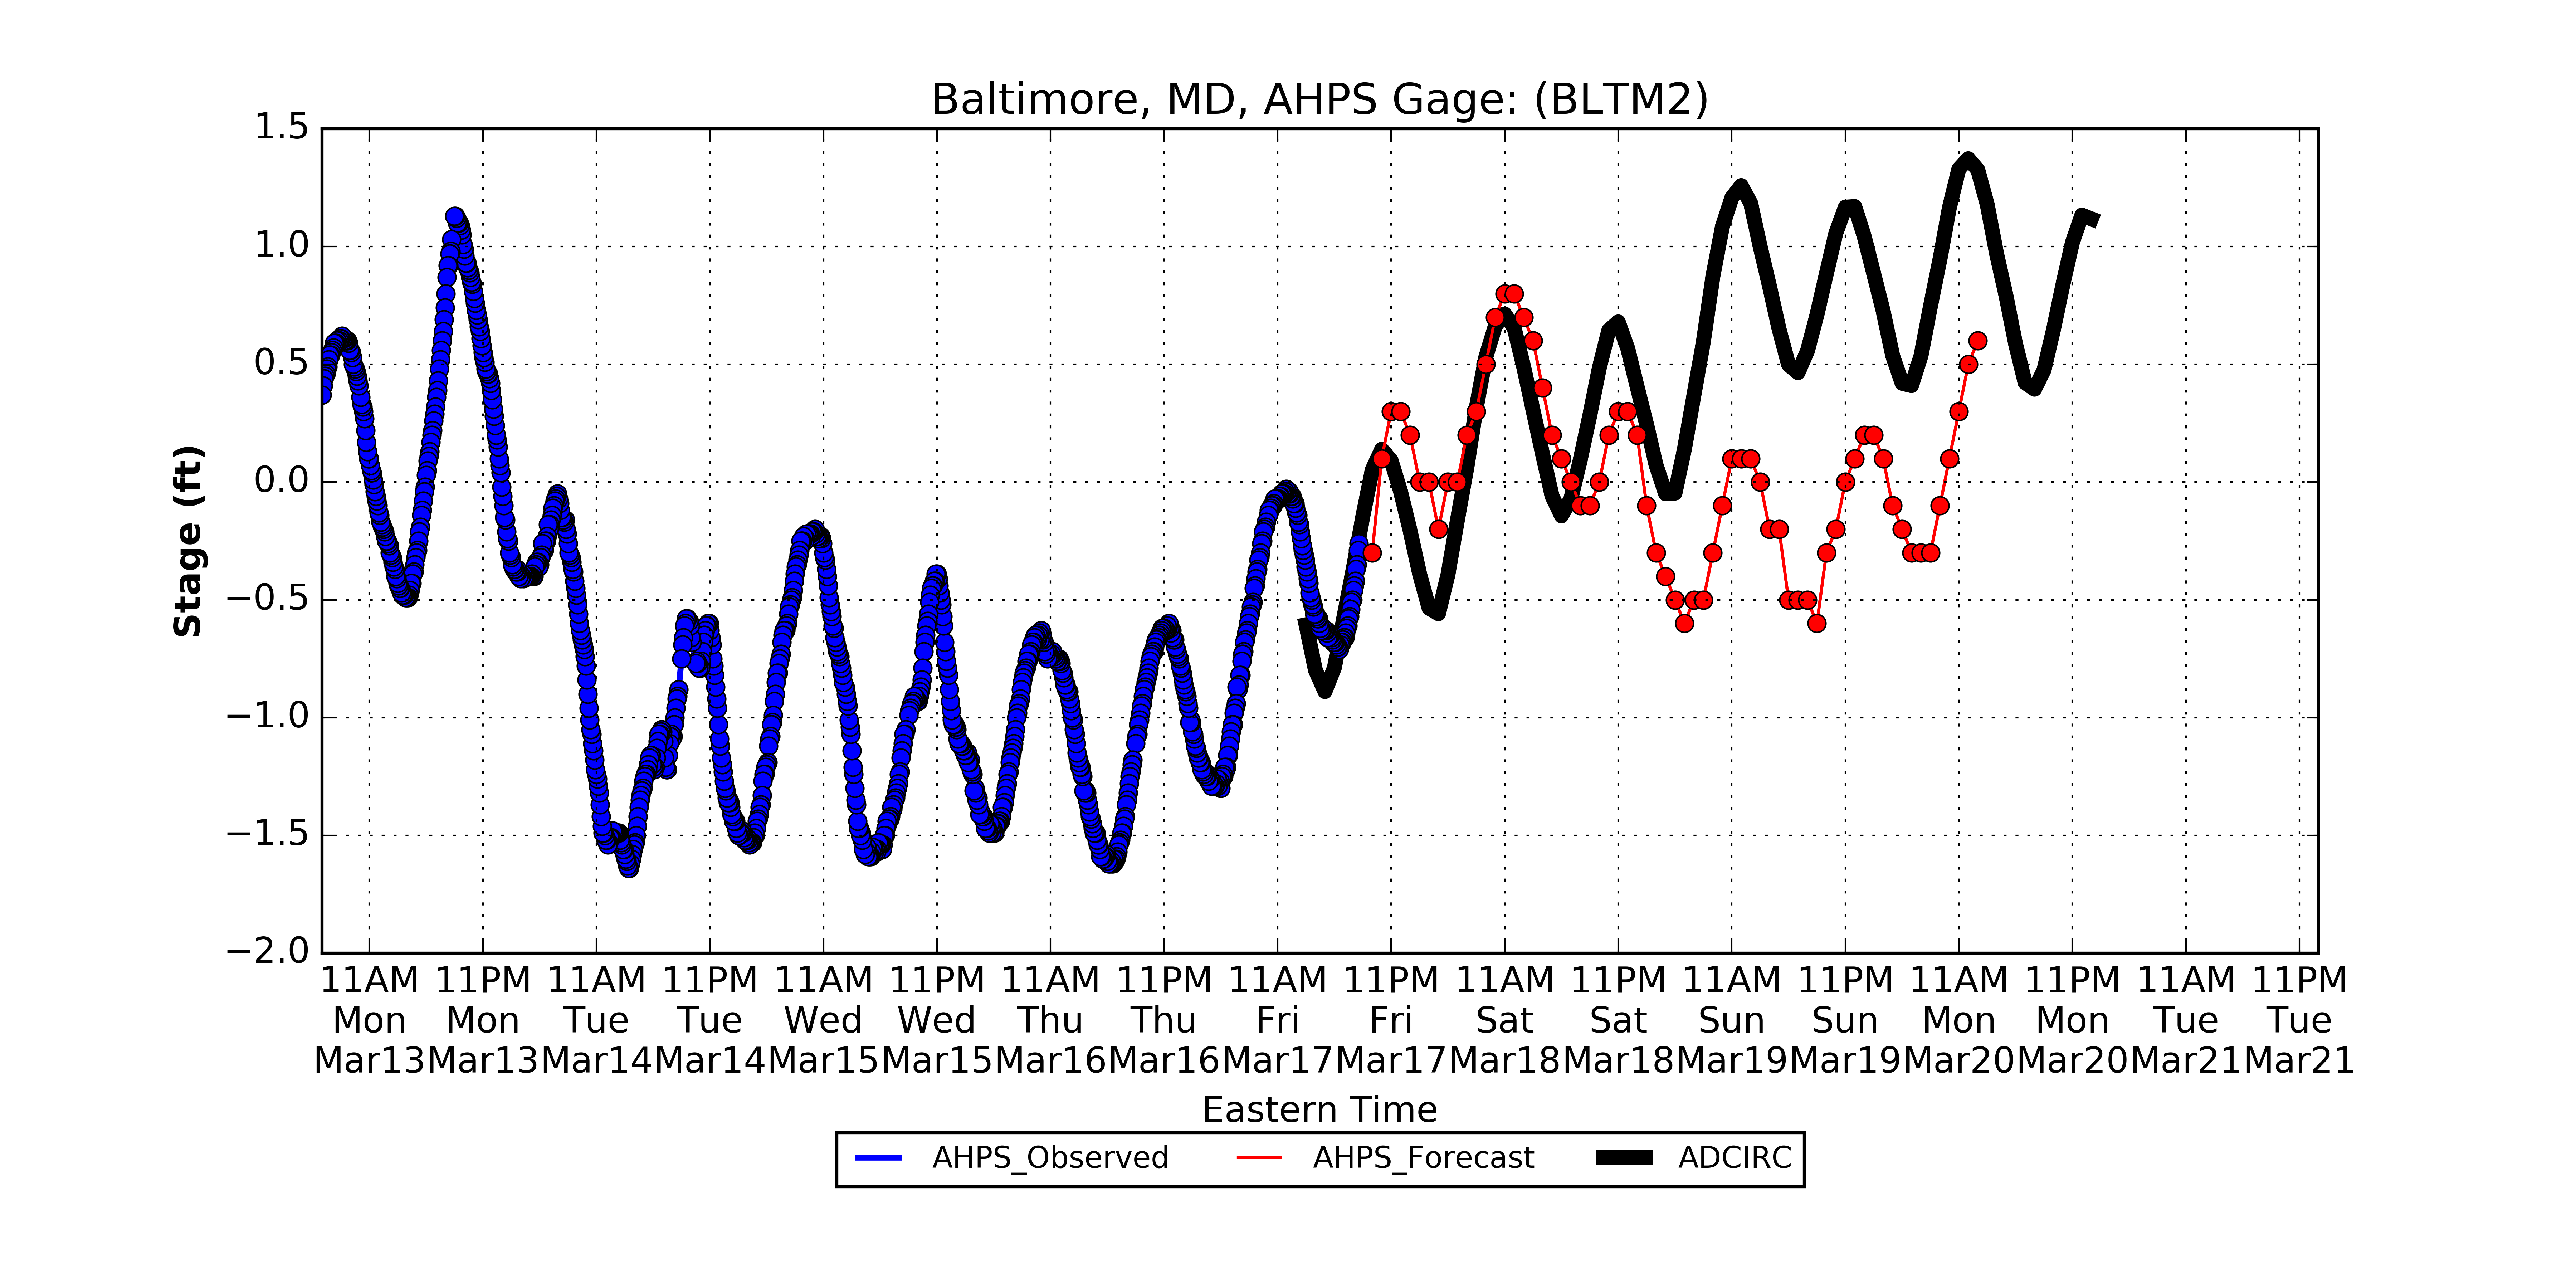 Baltimore, MD, AHPS Gage: (BLTM2)
1.5
1.0
0.5
0.0
−0.5
−1.0
−1.5
−2.0
Stage (ft)
11AM 11PM 11AM 11PM 11AM 11PM 11AM 11PM 11AM 11PM 11AM 11PM 11AM 11PM 11AM 11PM 11AM 11PM
Mon Mon Tue Tue Wed Wed Thu Thu Fri Fri Sat Sat Sun Sun Mon Mon Tue Tue
Mar13 Mar13 Mar14 Mar14 Mar15 Mar15 Mar16 Mar16 Mar17 Mar17 Mar18 Mar18 Mar19 Mar19 Mar20 Mar20 Mar21 Mar21
Eastern Time
AHPS_Observed AHPS_Forecast ADCIRC